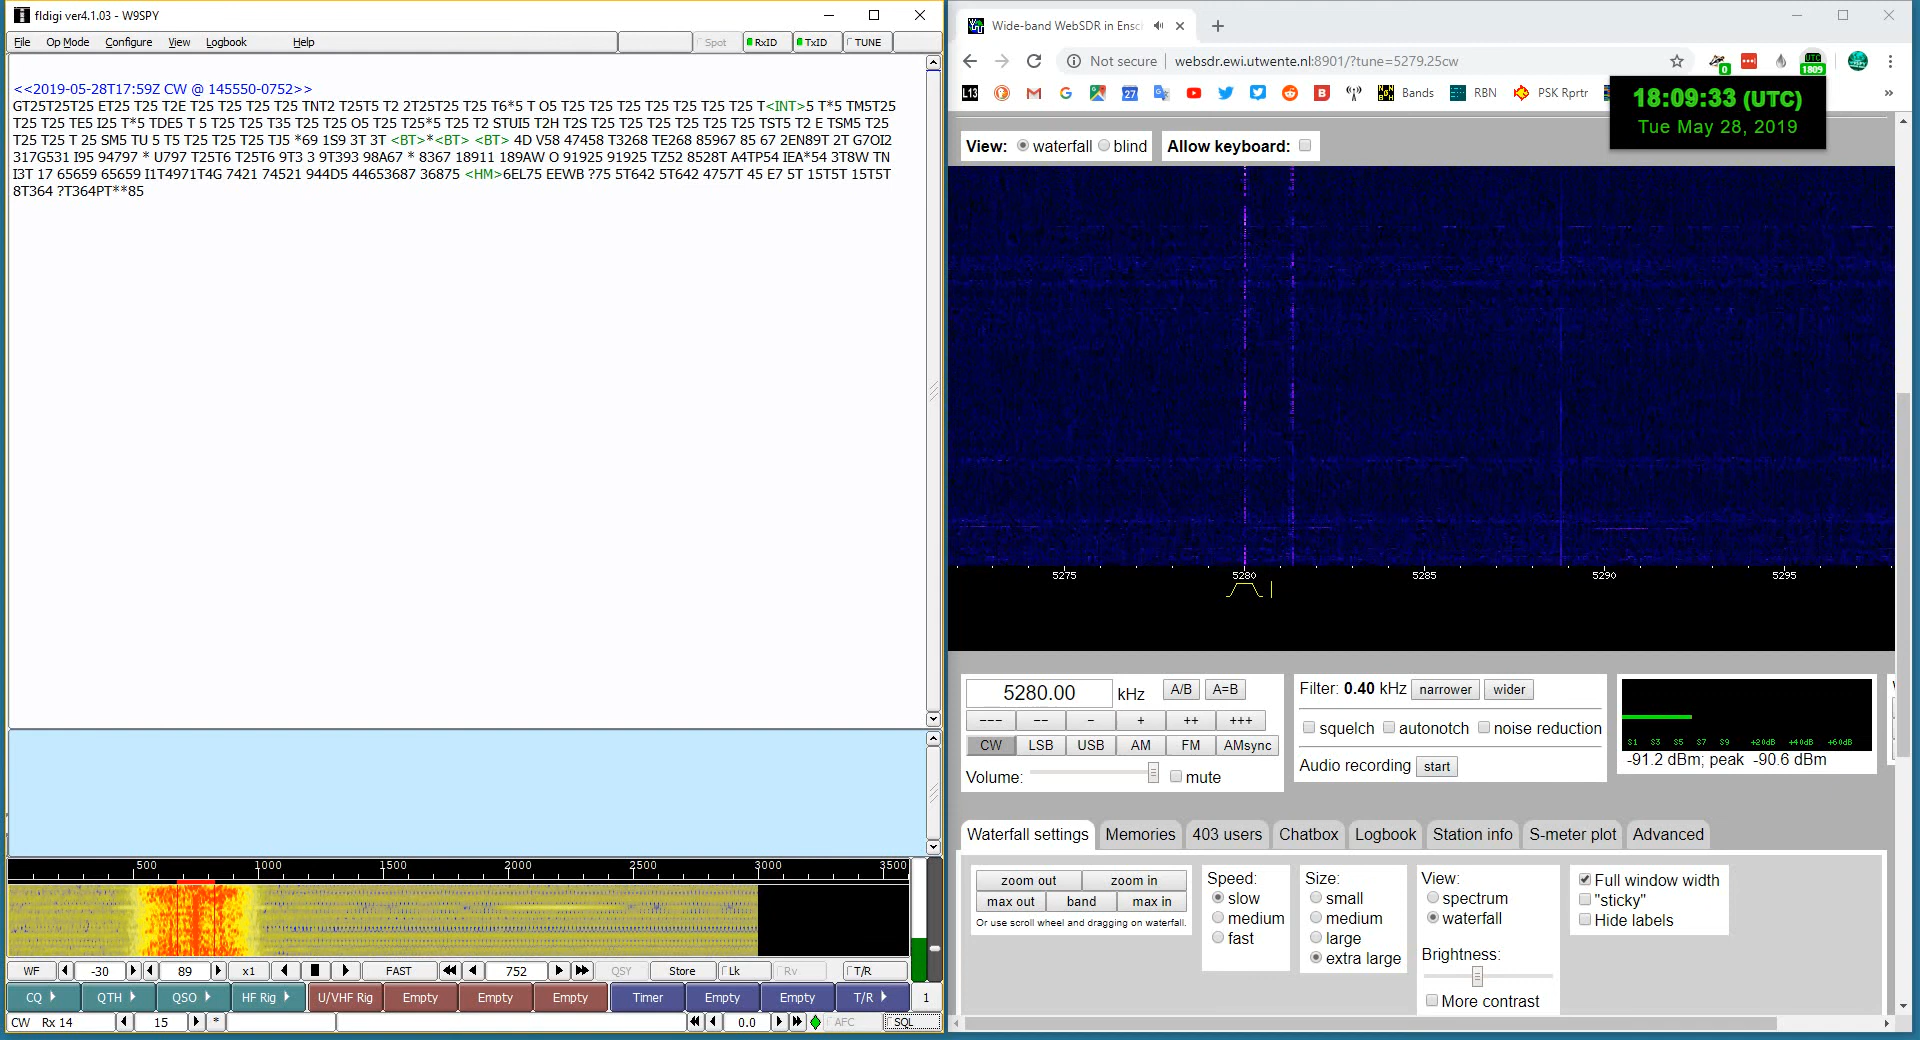 fldigi ver4.1.03 - W9SPY
File Op Mode Configure View Logbook Help Spot RxID TxID TUNE
<<2019-05-28T17:59Z CW @ 145550-0752>>
GT25T25T25 ET25 T25 T2E T25 T25 T25 T25 TNT2 T25T5 T2 2T25T25 T25 T6*5 T O5 T25 T25 T25 T25 T25 T25 T25 T<INT>5 T*5 TM5T25
T25 T25 TE5 I25 T*5 TDE5 T 5 T25 T25 T35 T25 T25 O5 T25 T25*5 T25 T2 STUI5 T2H T2S T25 T25 T25 T25 T25 T25 TST5 T2 E TSM5 T25
T25 T25 T 25 SM5 TU 5 T5 T25 T25 T25 TJ5 *69 1S9 3T 3T <BT>*<BT> <BT> 4D V58 47458 T3268 TE268 85967 85 67 2EN89T 2T G7OI2
317G531 I95 94797 * U797 T25T6 T25T6 9T3 3 9T393 98A67 * 8367 18911 189AW O 91925 91925 TZ52 8528T A4TP54 IEA*54 3T8W TN
I3T 17 65659 65659 I1T4971T4G 7421 74521 944D5 44653687 36875 <HM>6EL75 EEWB ?75 5T642 5T642 4757T 45 E7 5T 15T5T 15T5T
8T364 ?T364PT**85
500 1000 1500 2000 2500 3000 3500
WF -30 89 x1 FAST 752 QSY Store Lk Rv T/R
CQ QTH QSO HF Rig U/VHF Rig Empty Empty Empty Timer Empty Empty T/R 1
CW Rx 14 15 * 0.0 AFC SQL
Wide-band WebSDR in Ensc
Not secure | websdr.ewi.utwente.nl:8901/?tune=5279.25cw
0
UTC
1809
L13 27 Bands RBN PSK Rprtr »
18:09:33 (UTC)
Tue May 28, 2019
View: waterfall blind Allow keyboard:
5275 5280 5285 5290 5295
5280.00 kHz A/B A=B
--- -- - + ++ +++
CW LSB USB AM FM AMsync
Volume: mute
Filter: 0.40 kHz narrower wider
squelch autonotch noise reduction
Audio recording start
S1 S3 S5 S7 S9 +20dB +40dB +60dB
-91.2 dBm; peak -90.6 dBm
Waterfall settings Memories 403 users Chatbox Logbook Station info S-meter plot Advanced
zoom out zoom in
max out band max in
Or use scroll wheel and dragging on waterfall.
Speed:
slow
medium
fast
Size:
small
medium
large
extra large
View:
spectrum
waterfall
Brightness:
More contrast
Full window width
"sticky"
Hide labels